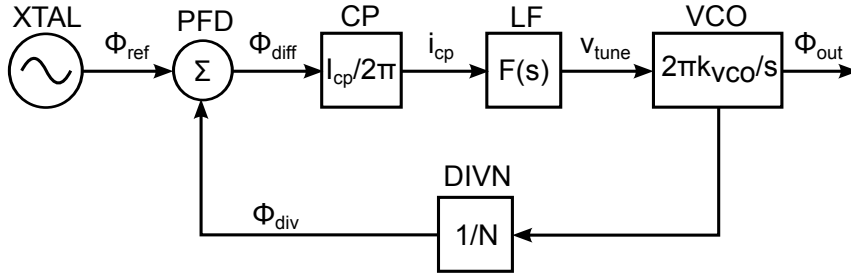 XTAL
Φref
PFD
Σ
Φdiff
CP
Icp/2π
icp
LF
F(s)
vtune
VCO
2πkVCO/s
Φout
DIVN
1/N
Φdiv